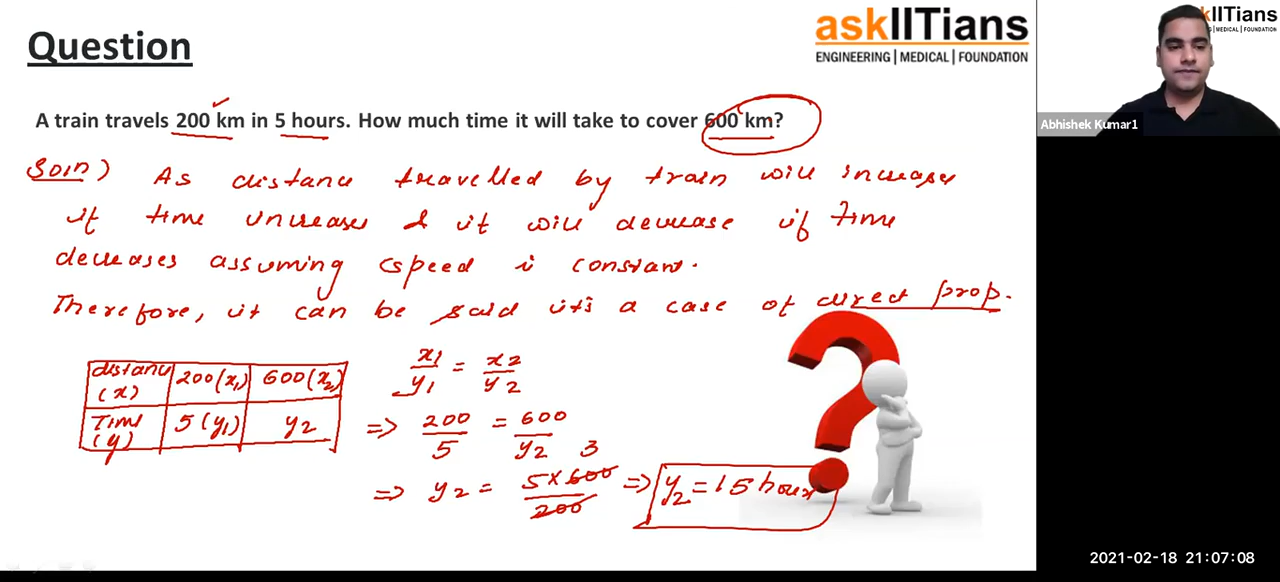 Question
askIITians
ENGINEERING | MEDICAL | FOUNDATION
kIITians
G | MEDICAL | FOUNDATION
Abhishek Kumar1
A train travels 200 km in 5 hours. How much time it will take to cover 600 km?
Soln) As distance travelled by train will increase
if time increases & it will decrease if time
decreases assuming speed is constant.
Therefore, it can be said it's a case of direct prop.
distance (x) 200 (x1) 600 (x2)
Time (y) 5 (y1) y2
x1/y1 = x2/y2
=> 200/5 = 600/y2
=> y2 = 5 × 600/200 3 => y2 = 15 hours
2021-02-18 21:07:08